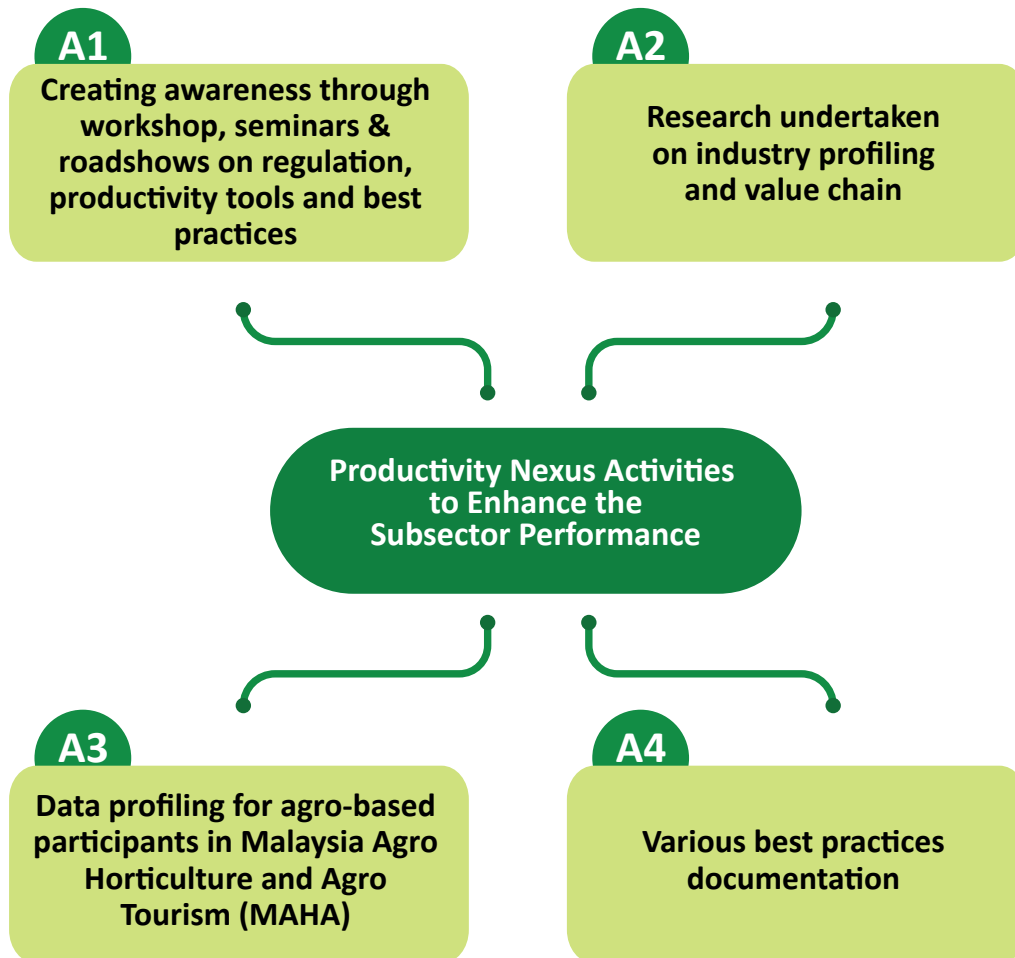 A1
Creating awareness through
workshop, seminars &
roadshows on regulation,
productivity tools and best
practices
A2
Research undertaken
on industry profiling
and value chain
Productivity Nexus Activities
to Enhance the
Subsector Performance
A3
Data profiling for agro-based
participants in Malaysia Agro
Horticulture and Agro
Tourism (MAHA)
A4
Various best practices
documentation